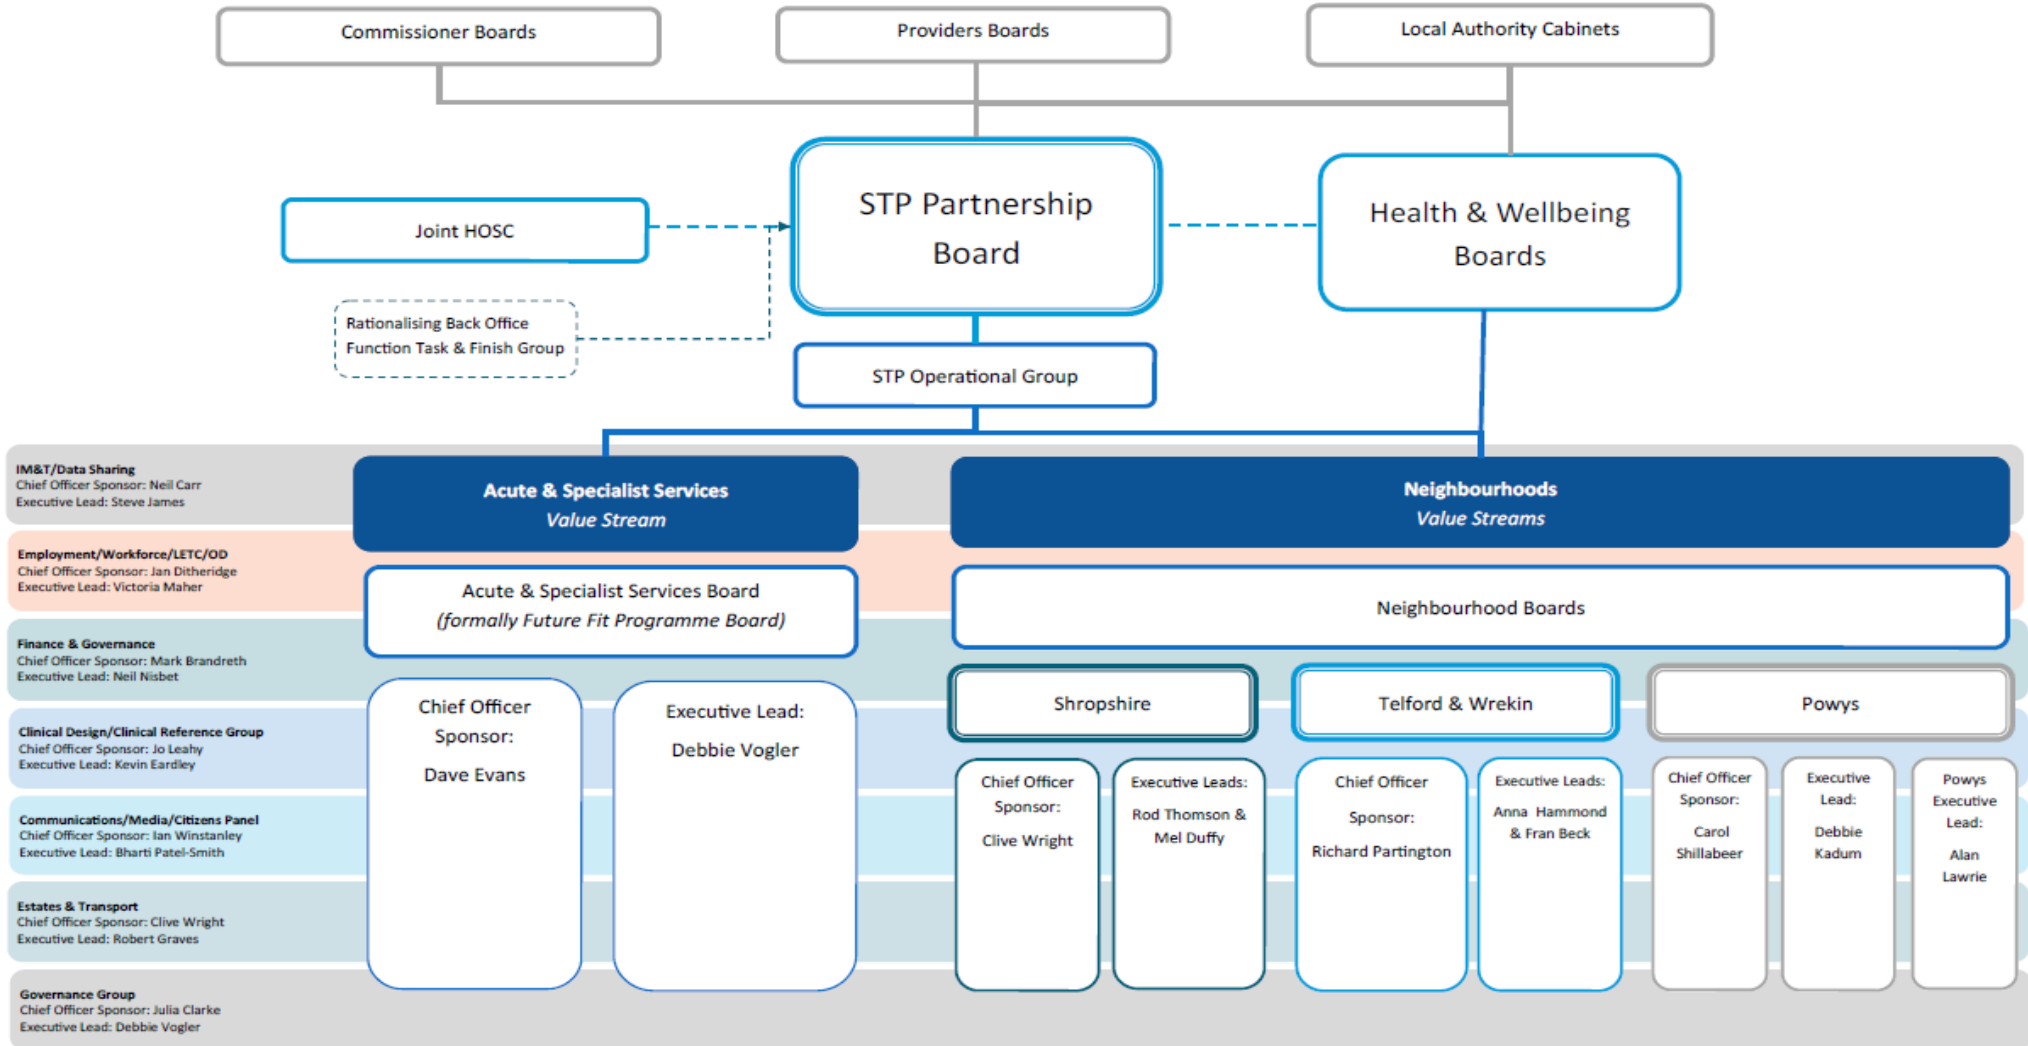 Commissioner Boards
Providers Boards
Local Authority Cabinets
STP Partnership
Board
Health & Wellbeing
Boards
Joint HOSC
Rationalising Back Office
Function Task & Finish Group
STP Operational Group
IM&T/Data Sharing
Chief Officer Sponsor: Neil Carr
Executive Lead: Steve James
Employment/Workforce/LETC/OD
Chief Officer Sponsor: Jan Ditheridge
Executive Lead: Victoria Maher
Finance & Governance
Chief Officer Sponsor: Mark Brandreth
Executive Lead: Neil Nisbet
Clinical Design/Clinical Reference Group
Chief Officer Sponsor: Jo Leahy
Executive Lead: Kevin Eardley
Communications/Media/Citizens Panel
Chief Officer Sponsor: Ian Winstanley
Executive Lead: Bharti Patel-Smith
Estates & Transport
Chief Officer Sponsor: Clive Wright
Executive Lead: Robert Graves
Governance Group
Chief Officer Sponsor: Julia Clarke
Executive Lead: Debbie Vogler
Acute & Specialist Services
Value Stream
Acute & Specialist Services Board
(formally Future Fit Programme Board)
Chief Officer
Sponsor:
Dave Evans
Executive Lead:
Debbie Vogler
Neighbourhoods
Value Streams
Neighbourhood Boards
Shropshire
Chief Officer
Sponsor:
Clive Wright
Executive Leads:
Rod Thomson &
Mel Duffy
Telford & Wrekin
Chief Officer
Sponsor:
Richard Partington
Executive Leads:
Anna Hammond
& Fran Beck
Powys
Chief Officer
Sponsor:
Carol
Shillabeer
Executive
Lead:
Debbie
Kadum
Powys
Executive
Lead:
Alan
Lawrie